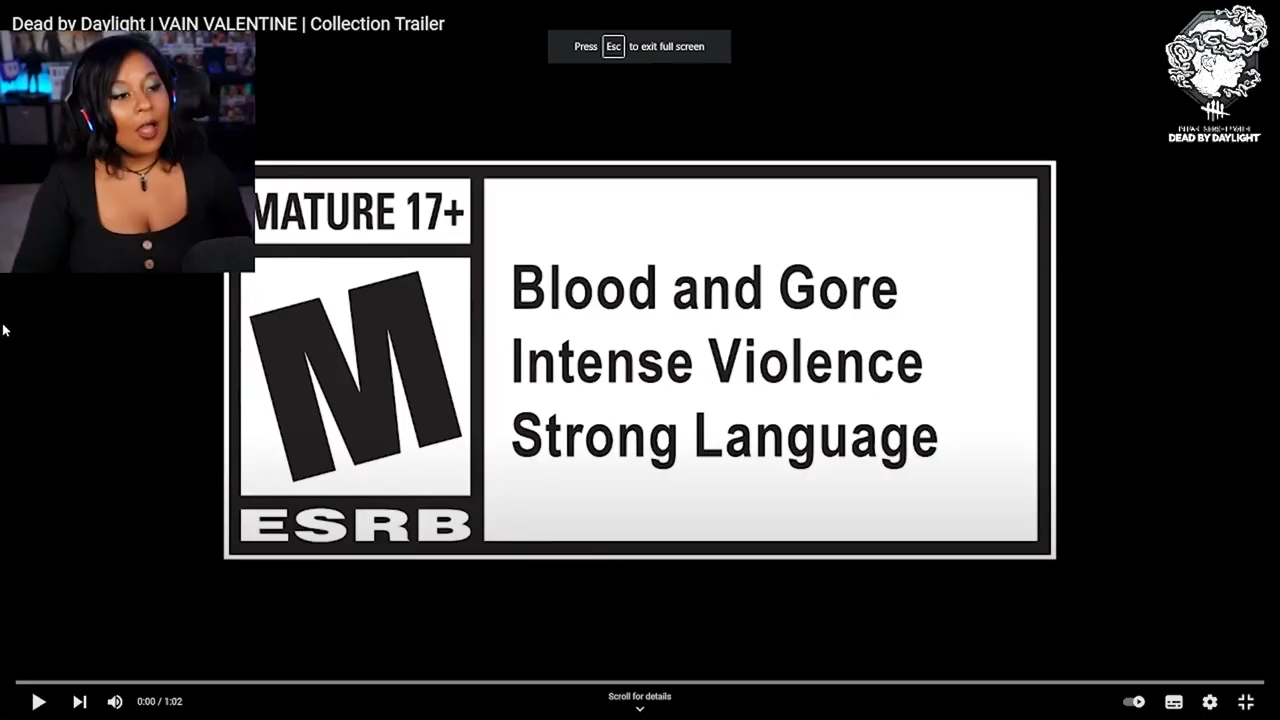 Dead by Daylight | VAIN VALENTINE | Collection Trailer
Press Esc to exit full screen
DEAD BY DAYLIGHT
MATURE 17+
M
ESRB
Blood and Gore
Intense Violence
Strong Language
0:00 / 1:02
Scroll for details